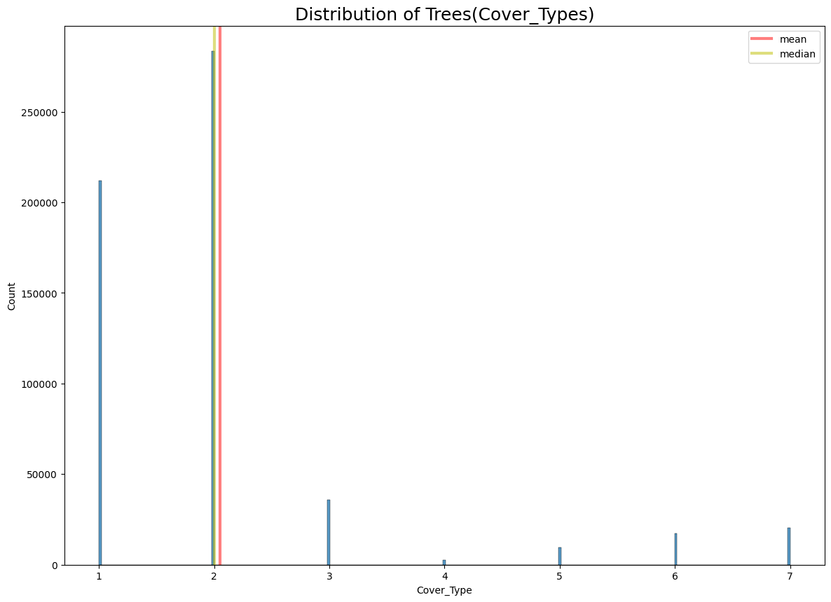 Distribution of Trees(Cover_Types)
mean
median
250000
200000
150000
100000
50000
0
Count
1 2 3 4 5 6 7
Cover_Type